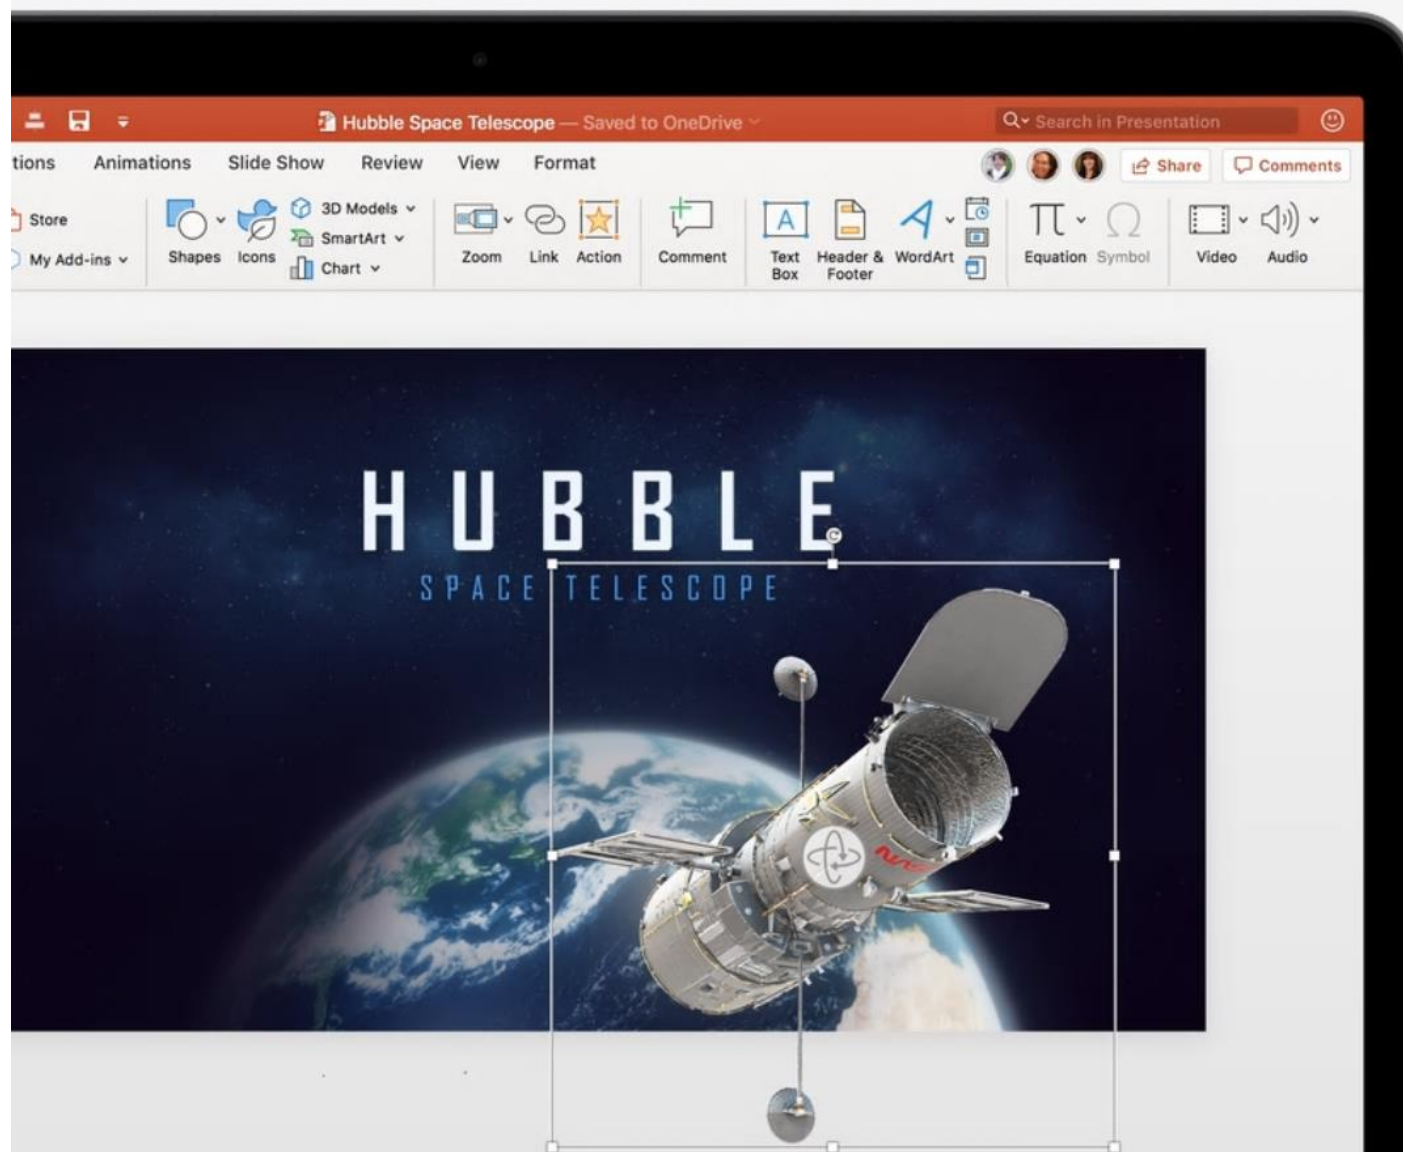 Hubble Space Telescope — Saved to OneDrive
Search in Presentation
tions Animations Slide Show Review View Format
Share Comments
Store
My Add-ins
Shapes
Icons
3D Models
SmartArt
Chart
Zoom
Link
Action
Comment
Text
Box
Header &
Footer
WordArt
Equation
Symbol
Video
Audio
HUBBLE
SPACE TELESCOPE
NASA